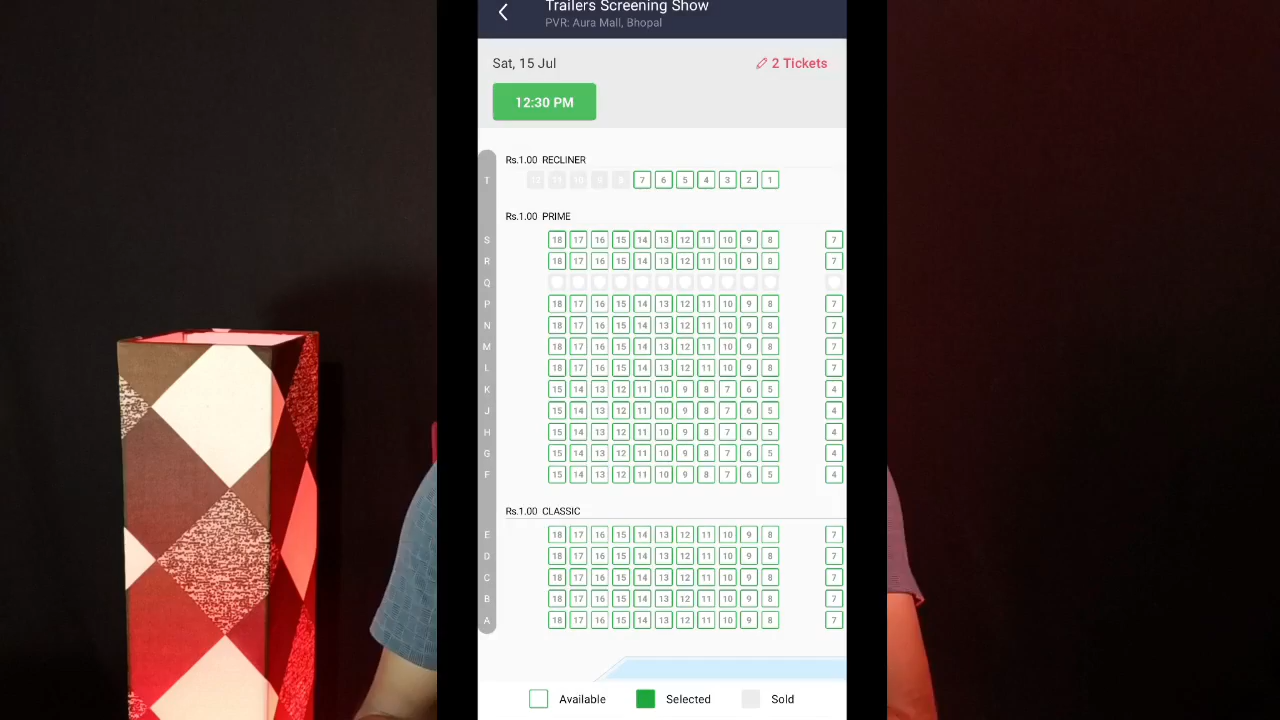 Trailers Screening Show
PVR: Aura Mall, Bhopal
Sat, 15 Jul
2 Tickets
12:30 PM
Rs.1.00 RECLINER
T 12 11 10 9 8 7 6 5 4 3 2 1
Rs.1.00 PRIME
S 18 17 16 15 14 13 12 11 10 9 8 7
R 18 17 16 15 14 13 12 11 10 9 8 7
Q
P 18 17 16 15 14 13 12 11 10 9 8 7
N 18 17 16 15 14 13 12 11 10 9 8 7
M 18 17 16 15 14 13 12 11 10 9 8 7
L 18 17 16 15 14 13 12 11 10 9 8 7
K 15 14 13 12 11 10 9 8 7 6 5 4
J 15 14 13 12 11 10 9 8 7 6 5 4
H 15 14 13 12 11 10 9 8 7 6 5 4
G 15 14 13 12 11 10 9 8 7 6 5 4
F 15 14 13 12 11 10 9 8 7 6 5 4
Rs.1.00 CLASSIC
E 18 17 16 15 14 13 12 11 10 9 8 7
D 18 17 16 15 14 13 12 11 10 9 8 7
C 18 17 16 15 14 13 12 11 10 9 8 7
B 18 17 16 15 14 13 12 11 10 9 8 7
A 18 17 16 15 14 13 12 11 10 9 8 7
Available Selected Sold